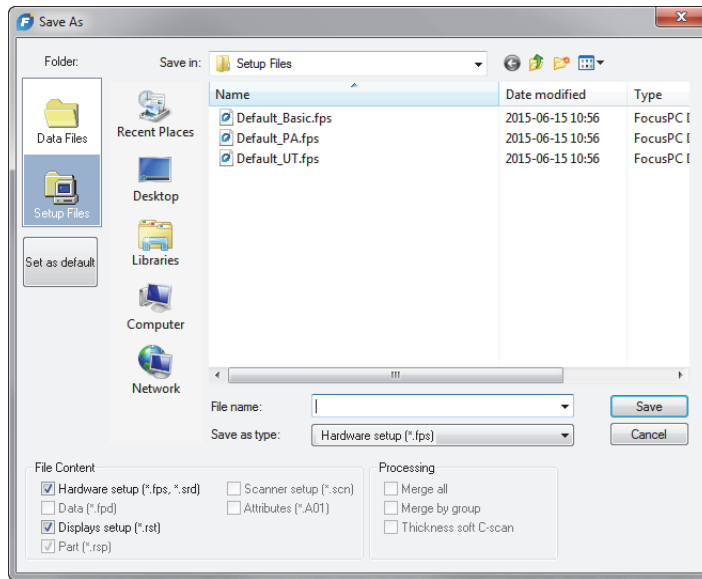 Save As
Folder:
Save in:
Setup Files
Data Files
Setup Files
Set as default
Recent Places
Desktop
Libraries
Computer
Network
Name Date modified Type
Default_Basic.fps 2015-06-15 10:56 FocusPC D
Default_PA.fps 2015-06-15 10:56 FocusPC D
Default_UT.fps 2015-06-15 10:56 FocusPC D
File name:
Save
Save as type: Hardware setup (*.fps)
Cancel
File Content
Hardware setup (*.fps, *.srd)
Data (*.fpd)
Displays setup (*.rst)
Part (*.rsp)
Scanner setup (*.scn)
Attributes (*.A01)
Processing
Merge all
Merge by group
Thickness soft C-scan